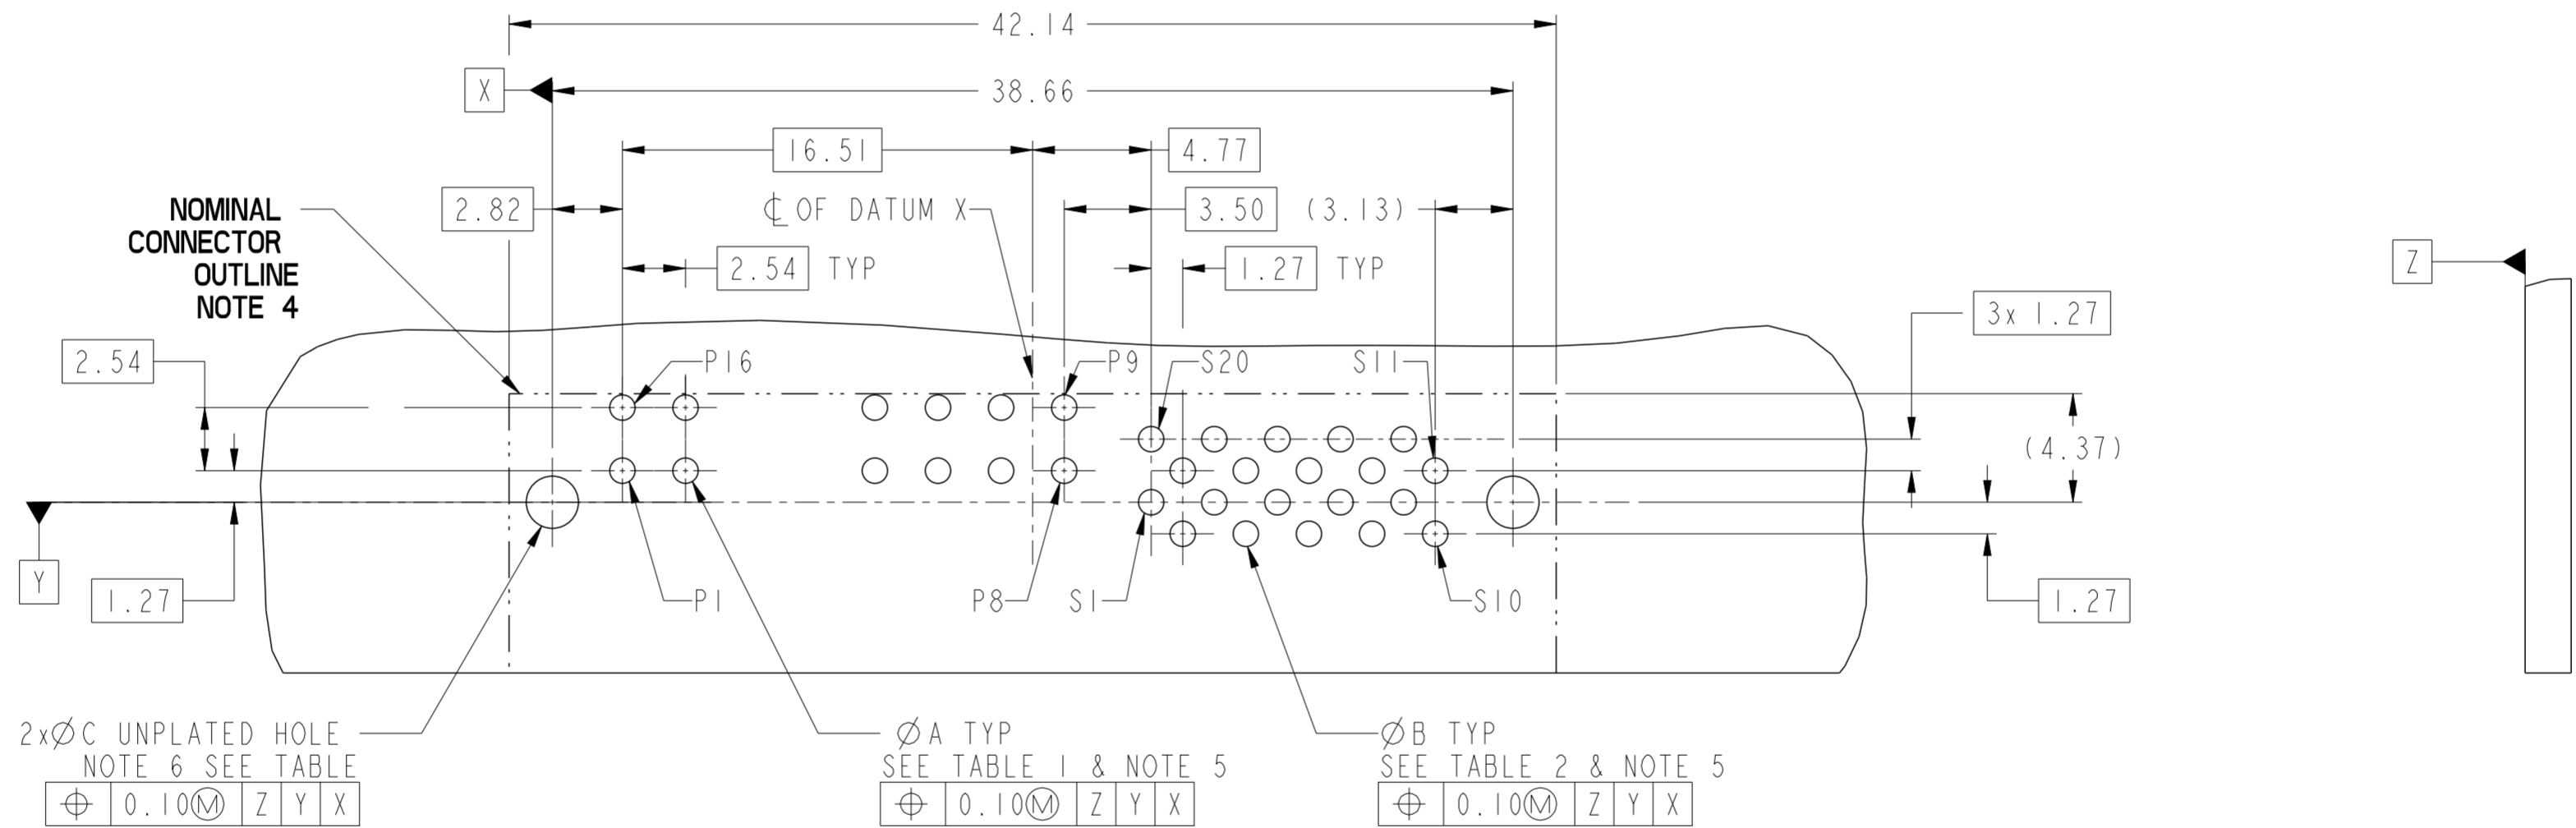 42.14
X
38.66
16.51
4.77
NOMINAL
CONNECTOR
OUTLINE
NOTE 4
2.82
℄ OF DATUM X
3.50 (3.13)
2.54 TYP
1.27 TYP
Z
3x 1.27
2.54
P16
P9
S20
S11
(4.37)
Y
1.27
P1
P8
S1
S10
1.27
2x⌀C UNPLATED HOLE
NOTE 6 SEE TABLE
⌖ 0.10Ⓜ Z Y X
⌀A TYP
SEE TABLE 1 & NOTE 5
⌖ 0.10Ⓜ Z Y X
⌀B TYP
SEE TABLE 2 & NOTE 5
⌖ 0.10Ⓜ Z Y X